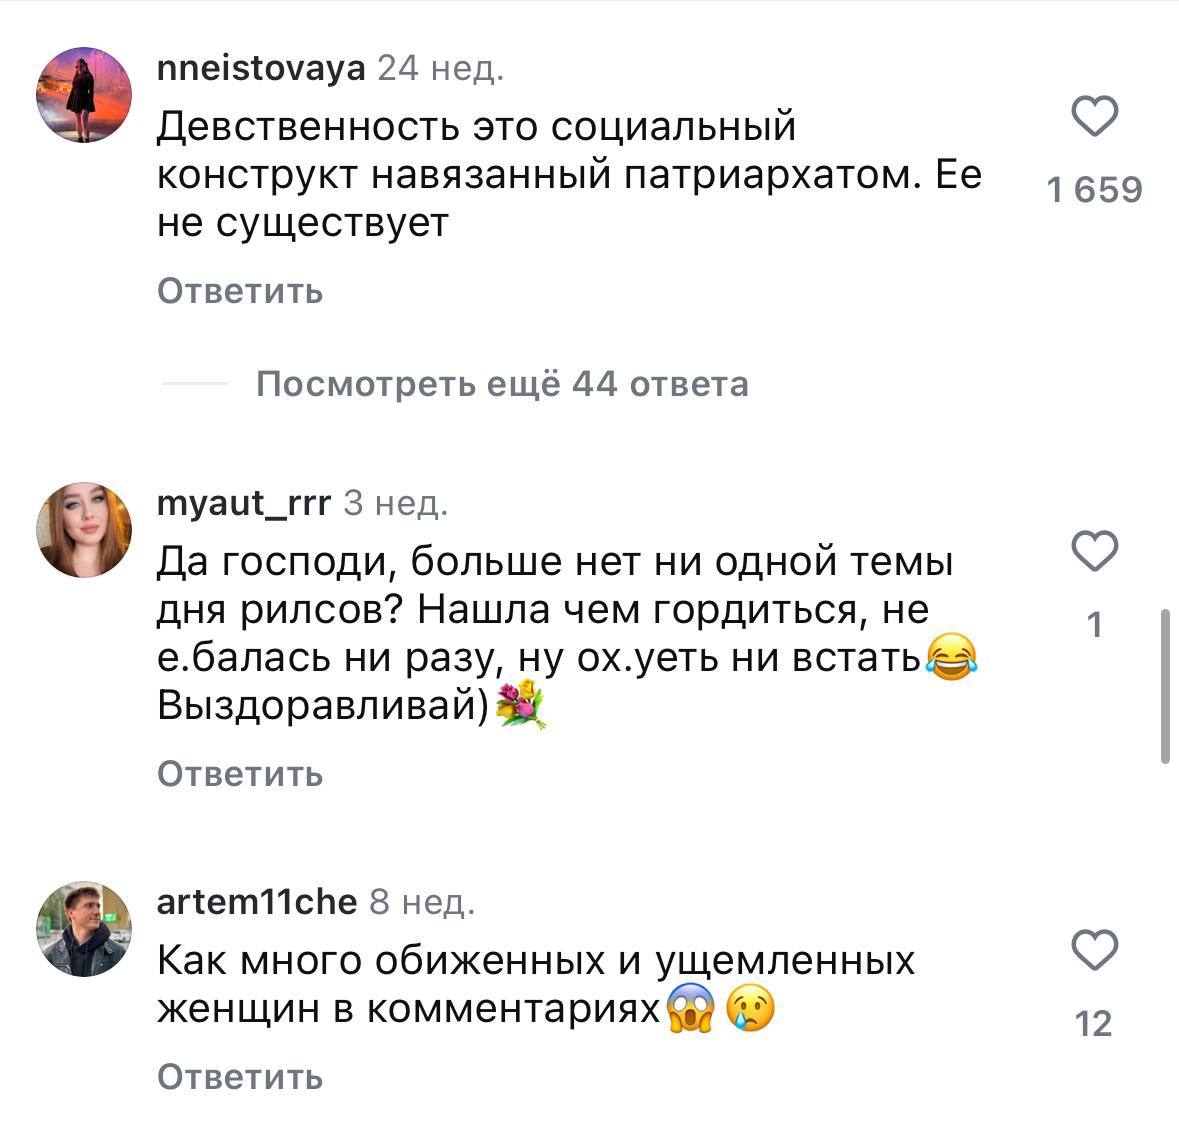 nneistovaya 24 нед.
Девственность это социальный
конструкт навязанный патриархатом. Ее
не существует
1 659
Ответить
Посмотреть ещё 44 ответа
myaut_rrr 3 нед.
Да господи, больше нет ни одной темы
дня рилсов? Нашла чем гордиться, не
е.балась ни разу, ну ох.уеть ни встать😂
Выздоравливай)💐
1
Ответить
artem11che 8 нед.
Как много обиженных и ущемленных
женщин в комментариях😱😢
12
Ответить